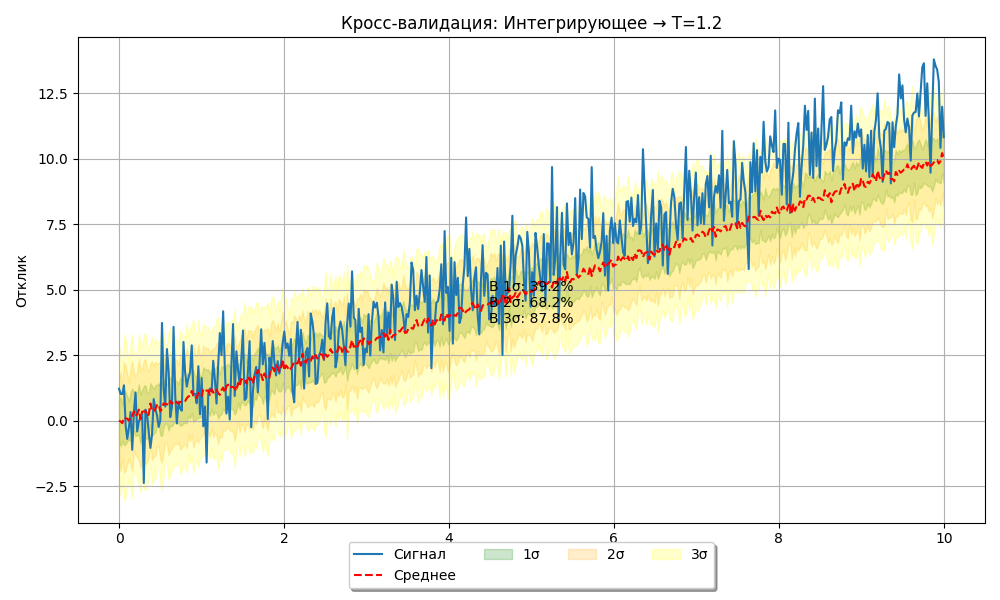 Кросс-валидация: Интегрирующее → T=1.2
Отклик
12.5
10.0
7.5
5.0
2.5
0.0
−2.5
В 1σ: 39.2%
В 2σ: 68.2%
В 3σ: 87.8%
0 2 4 6 8 10
Сигнал 1σ 2σ 3σ
Среднее